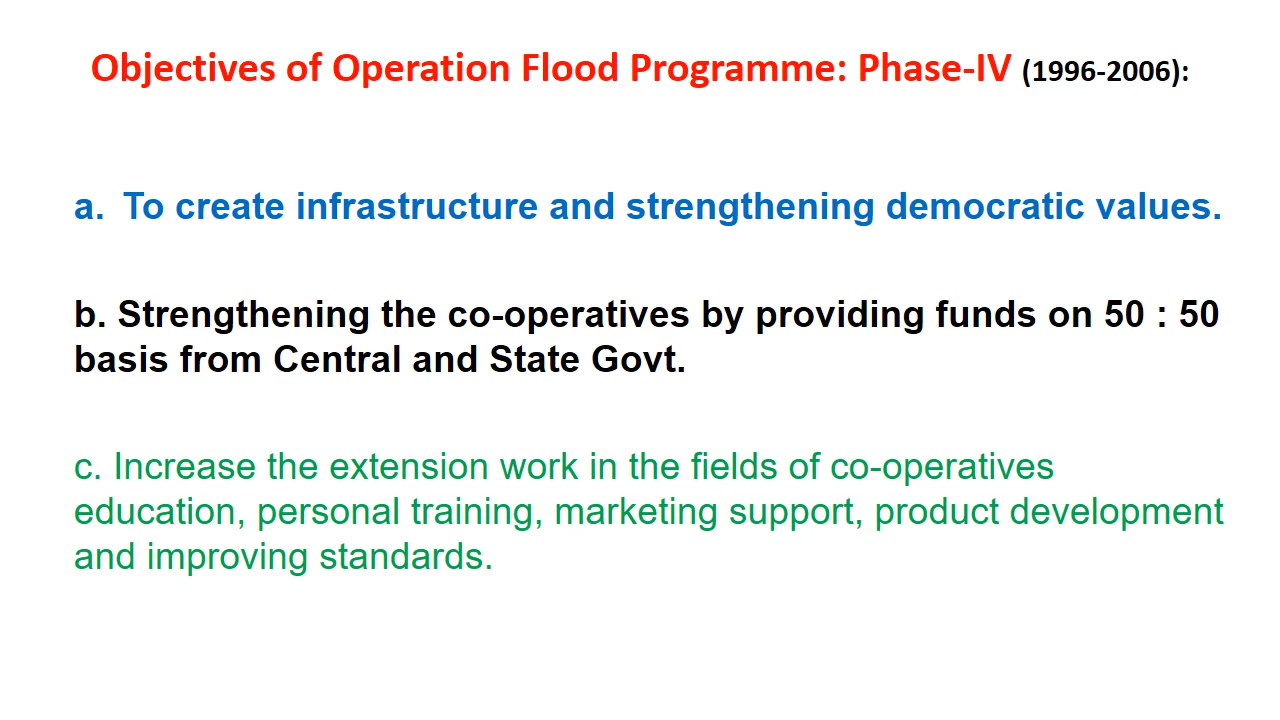 Objectives of Operation Flood Programme: Phase-IV (1996-2006):
a. To create infrastructure and strengthening democratic values.
b. Strengthening the co-operatives by providing funds on 50 : 50
basis from Central and State Govt.
c. Increase the extension work in the fields of co-operatives
education, personal training, marketing support, product development
and improving standards.